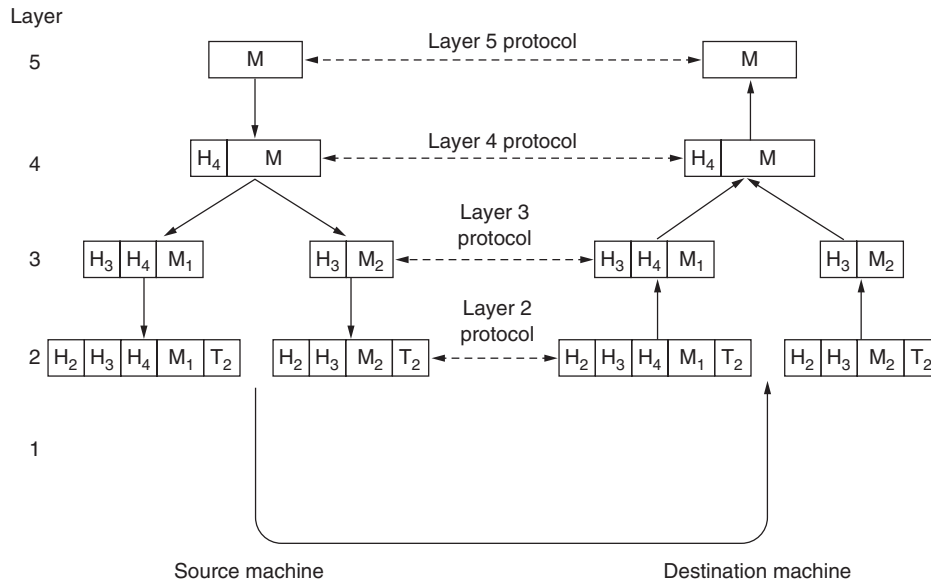 Layer
5 M Layer 5 protocol M
4 H₄ M Layer 4 protocol H₄ M
3 H₃ H₄ M₁ H₃ M₂ Layer 3 protocol H₃ H₄ M₁ H₃ M₂
2 H₂ H₃ H₄ M₁ T₂ H₂ H₃ M₂ T₂ Layer 2 protocol H₂ H₃ H₄ M₁ T₂ H₂ H₃ M₂ T₂
1
Source machine Destination machine